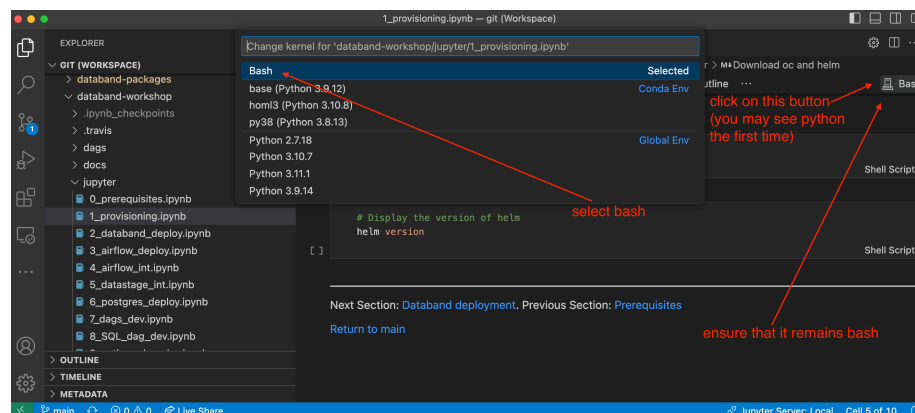 1_provisioning.ipynb — git (Workspace)
EXPLORER
Change kernel for 'databand-workshop/jupyter/1_provisioning.ipynb'
GIT (WORKSPACE)
databand-packages
databand-workshop
.ipynb_checkpoints
.travis
dags
docs
jupyter
0_prerequisites.ipynb
1_provisioning.ipynb
2_databand_deploy.ipynb
3_airflow_deploy.ipynb
4_airflow_int.ipynb
5_datastage_int.ipynb
6_postgres_deploy.ipynb
7_dags_dev.ipynb
8_SQL_dag_dev.ipynb
OUTLINE
TIMELINE
METADATA
1
Bash Selected
base (Python 3.9.12) Conda Env
homl3 (Python 3.10.8)
py38 (Python 3.8.13)
Python 2.7.18 Global Env
Python 3.10.7
Python 3.11.1
Python 3.9.14
r > M↓Download oc and helm
utline ···
Bas
click on this button
(you may see python
the first time)
Shell Script
select bash
# Display the version of helm
helm version
[ ]
Shell Script
Next Section: Databand deployment. Previous Section: Prerequisites
Return to main
ensure that it remains bash
main 0 0 Live Share
Jupyter Server: Local Cell 5 of 10